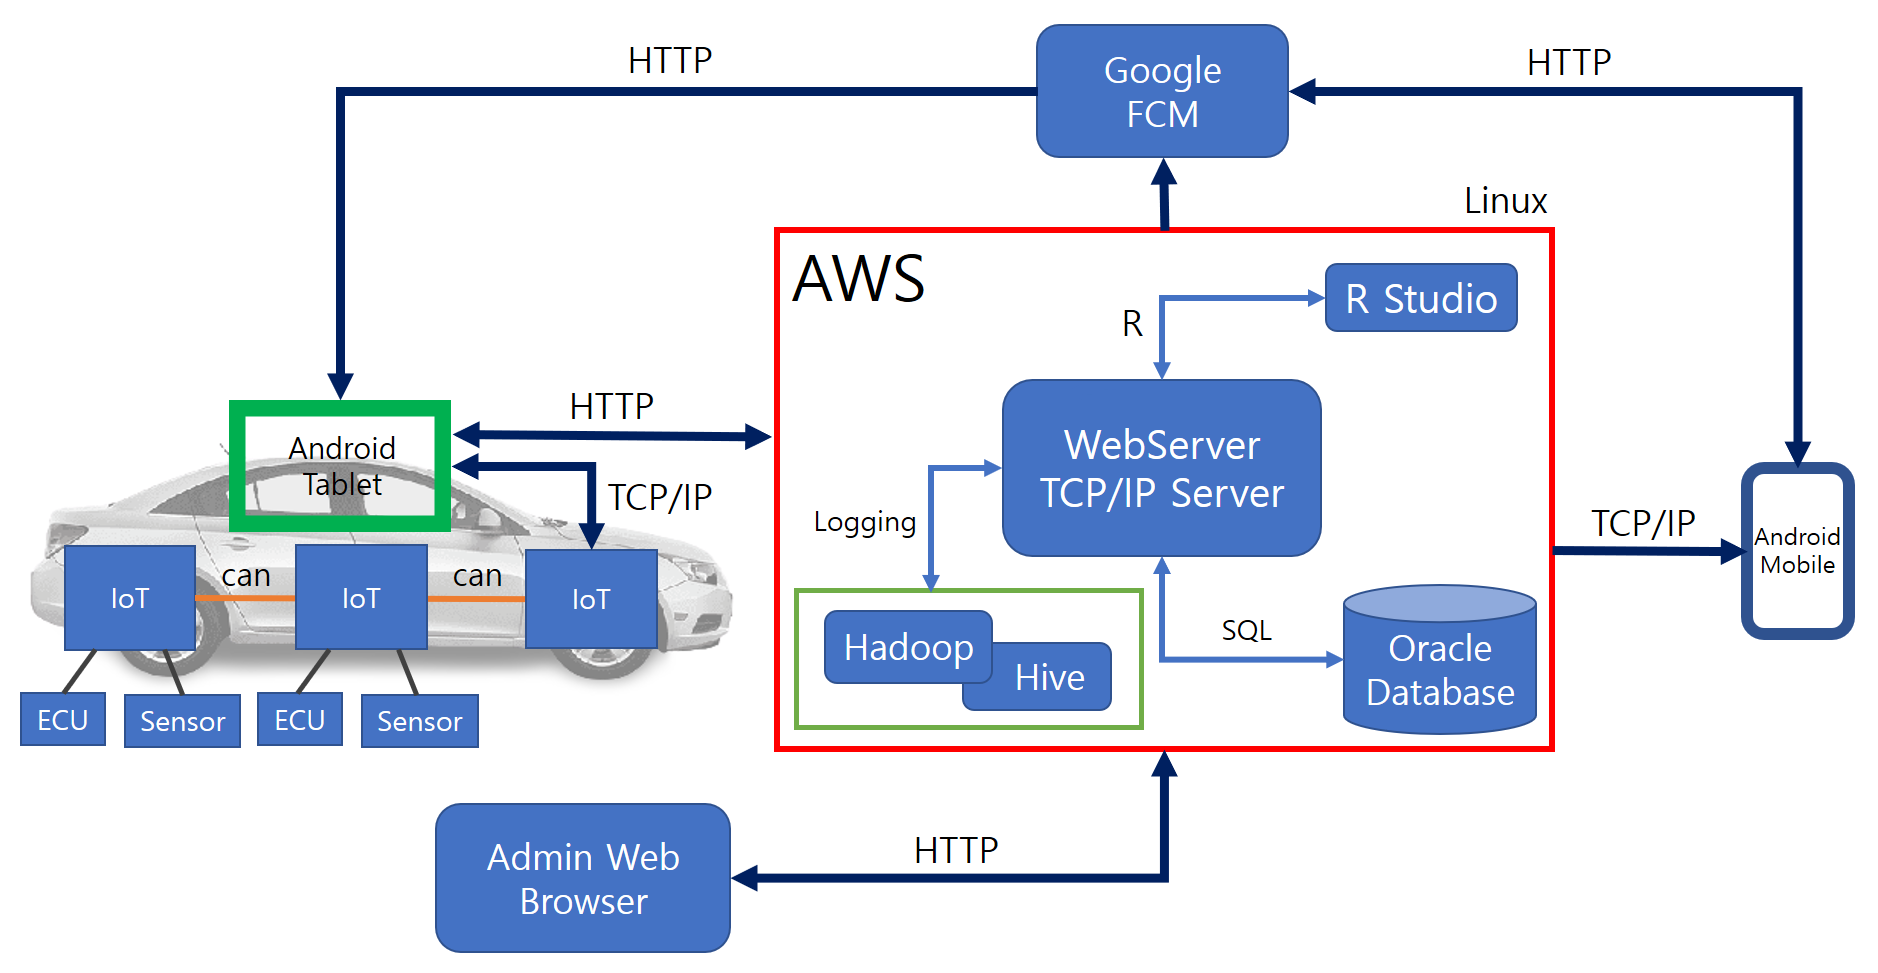 HTTP
Google
FCM
HTTP
Linux
AWS
R Studio
R
HTTP
Android
Tablet
WebServer
TCP/IP Server
TCP/IP
Logging
TCP/IP
Android
Mobile
can
can
IoT
IoT
IoT
SQL
Hadoop
Hive
Oracle
Database
ECU
Sensor
ECU
Sensor
HTTP
Admin Web
Browser